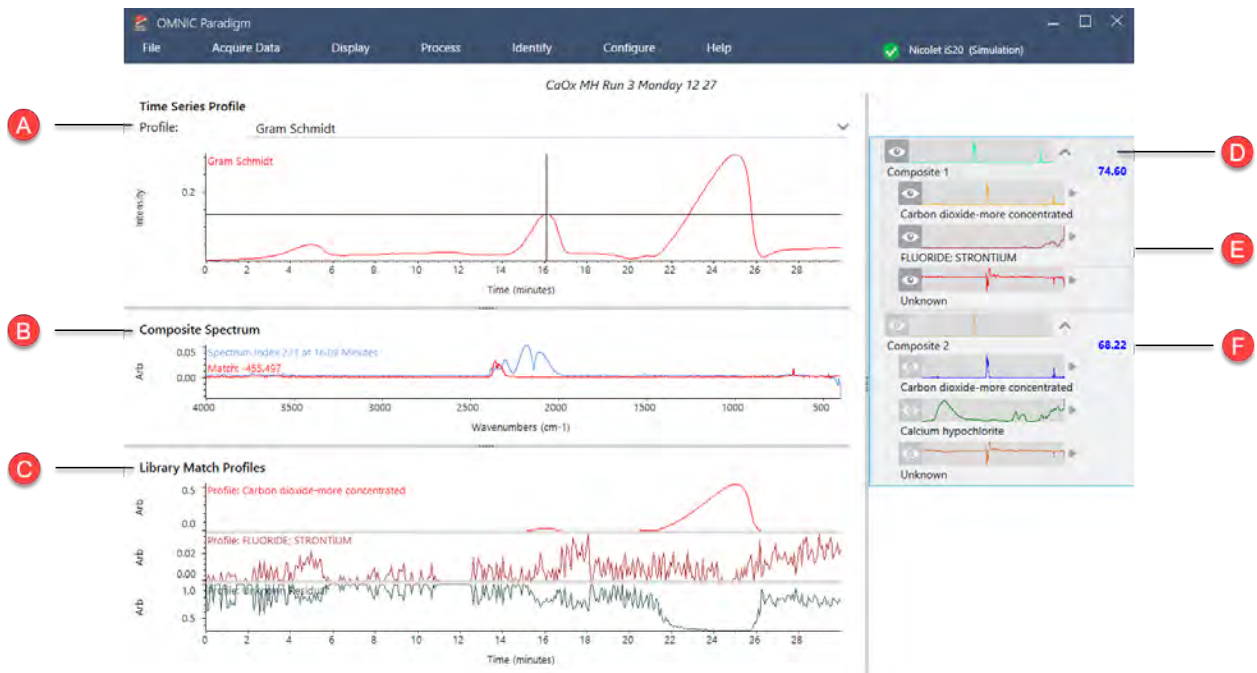 OMNIC Paradigm
File Acquire Data Display Process Identify Configure Help Nicolet iS20 (Simulation)
CaOx MH Run 3 Monday 12 27
Time Series Profile
A
Profile: Gram Schmidt
Gram Schmidt
0.2
Intensity
0 2 4 6 8 10 12 14 16 18 20 22 24 26 28
Time (minutes)
B
Composite Spectrum
Spectrum Index 221 at 16.09 Minutes
Match: -455.497
0.05
0.00
Arb
4000 3500 3000 2500 2000 1500 1000 500
Wavenumbers (cm-1)
C
Library Match Profiles
Profile: Carbon dioxide-more concentrated
0.5
0.0
Arb
Profile: FLUORIDE; STRONTIUM
0.02
0.00
Arb
Profile: Unknown Residual
1.0
0.5
Arb
0 2 4 6 8 10 12 14 16 18 20 22 24 26 28
Time (minutes)
D
Composite 1 74.60
Carbon dioxide-more concentrated
E
FLUORIDE; STRONTIUM
Unknown
F
Composite 2 68.22
Carbon dioxide-more concentrated
Calcium hypochlorite
Unknown